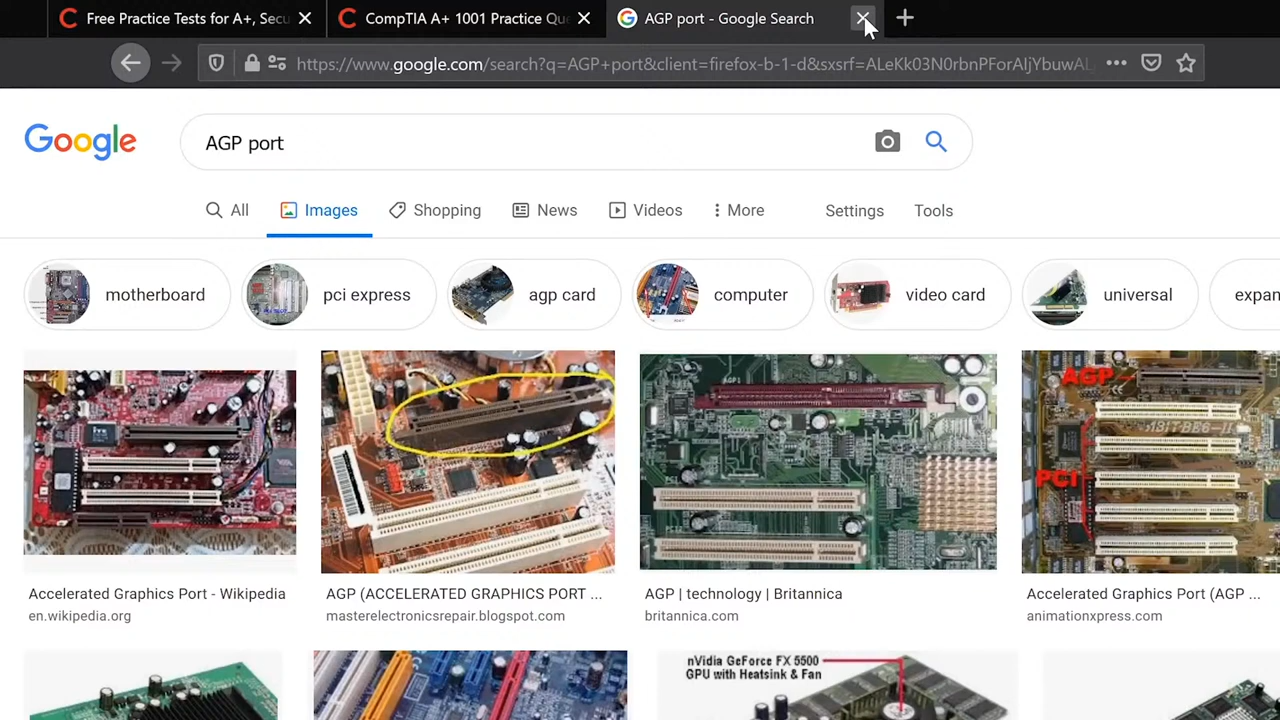 Free Practice Tests for A+, Secu
CompTIA A+ 1001 Practice Que
AGP port - Google Search
https://www.google.com/search?q=AGP+port&client=firefox-b-1-d&sxsrf=ALeKk03N0rbnPForAIjYbuwAL
Google
AGP port
All
Images
Shopping
News
Videos
More
Settings
Tools
motherboard
pci express
agp card
computer
video card
universal
expan
AGP
PCI
Accelerated Graphics Port - Wikipedia
en.wikipedia.org
AGP (ACCELERATED GRAPHICS PORT ...
masterelectronicsrepair.blogspot.com
AGP | technology | Britannica
britannica.com
Accelerated Graphics Port (AGP ...
animationxpress.com
nVidia GeForce FX 5500
GPU with Heatsink & Fan